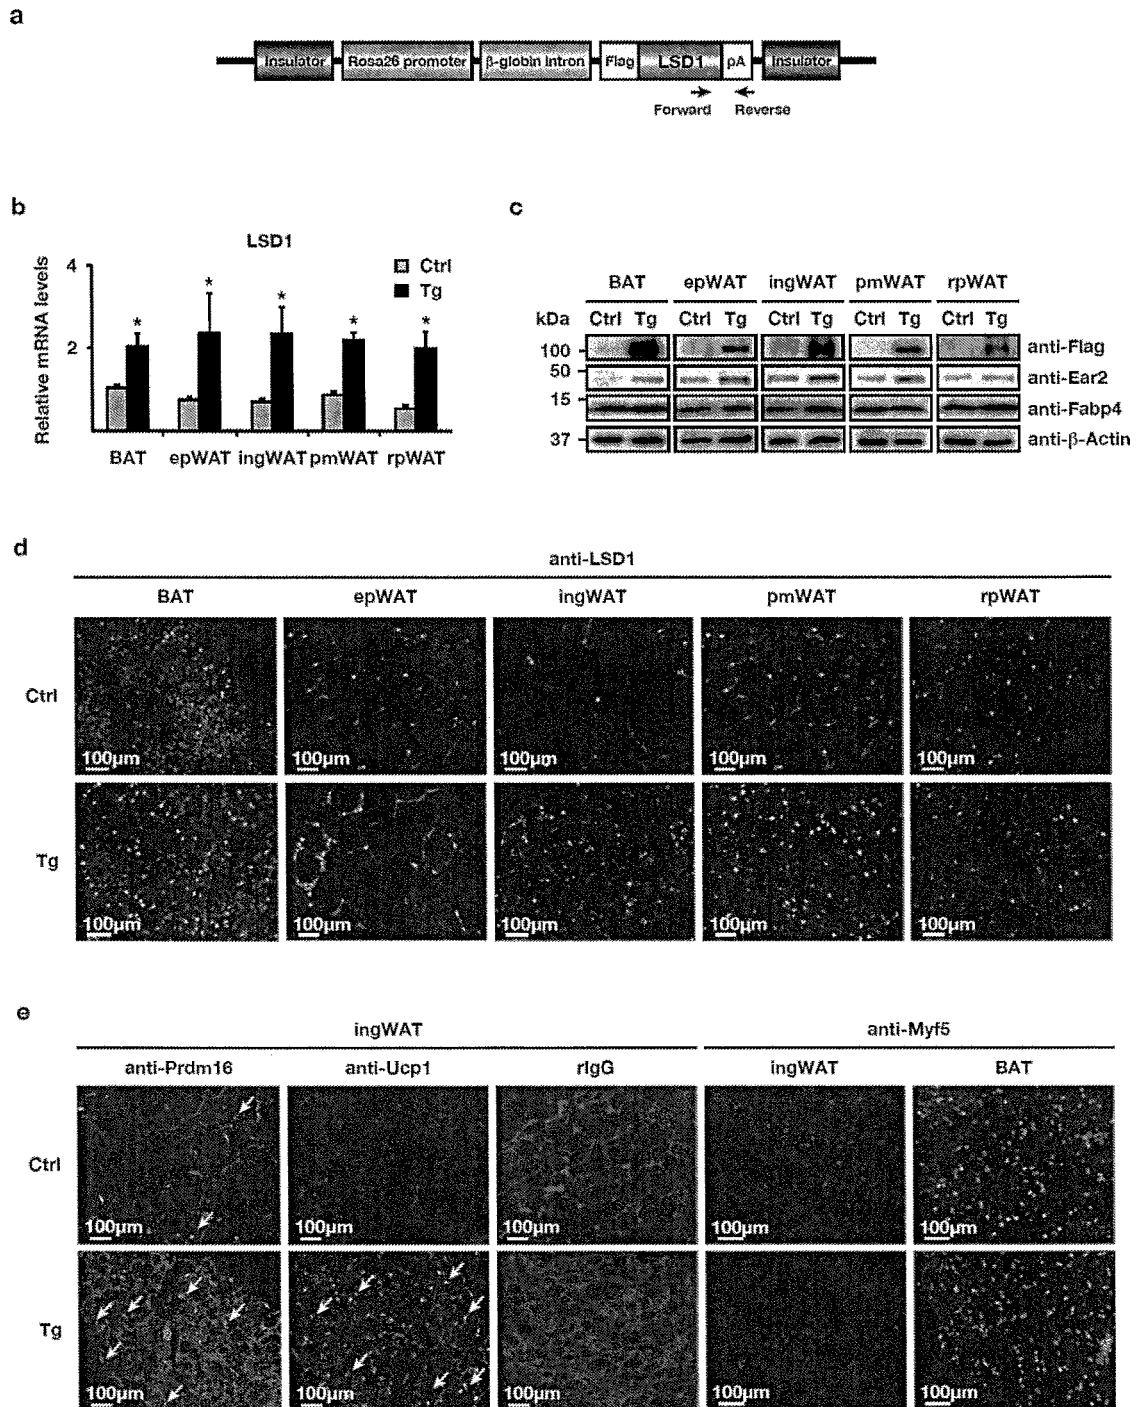 a
Insulator Rosa26 promoter β-globin intron Flag LSD1 pA Insulator
Forward Reverse
b
LSD1
Relative mRNA levels
4
2
Ctrl
Tg
* * * * *
BAT epWAT ingWAT pmWAT rpWAT
c
BAT epWAT ingWAT pmWAT rpWAT
kDa Ctrl Tg Ctrl Tg Ctrl Tg Ctrl Tg Ctrl Tg
100 anti-Flag
50 anti-Ear2
15 anti-Fabp4
37 anti-β-Actin
d
anti-LSD1
BAT epWAT ingWAT pmWAT rpWAT
Ctrl
100µm 100µm 100µm 100µm 100µm
Tg
100µm 100µm 100µm 100µm 100µm
e
ingWAT anti-Myf5
anti-Prdm16 anti-Ucp1 rIgG ingWAT BAT
Ctrl
100µm 100µm 100µm 100µm 100µm
Tg
100µm 100µm 100µm 100µm 100µm